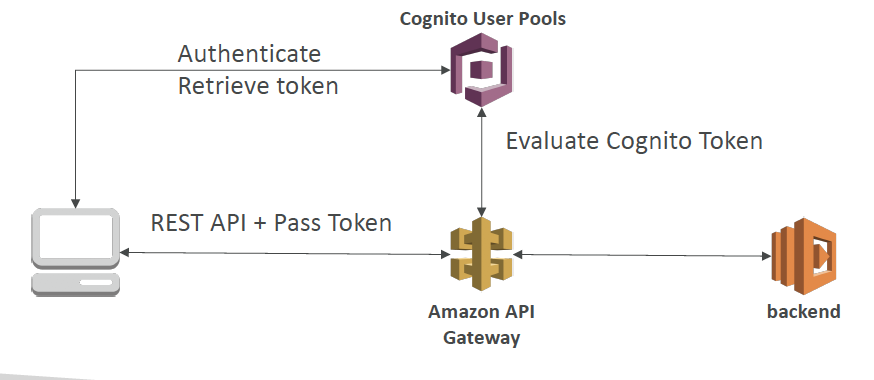 Cognito User Pools
Authenticate
Retrieve token
Evaluate Cognito Token
REST API + Pass Token
Amazon API
Gateway
backend